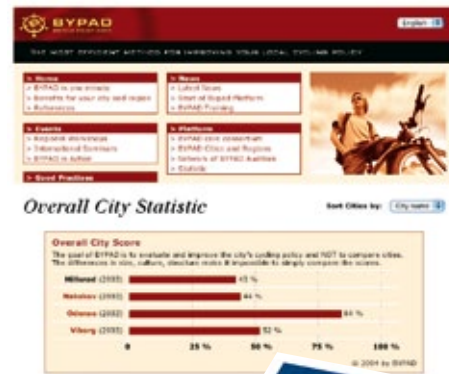 BYPAD
English
THE MOST EFFICIENT METHOD FOR IMPROVING YOUR LOCAL CYCLING POLICY
> Home
> BYPAD in one minute
> Benefits for your city and region
> References
> News
> Latest News
> Start of Bypad Platform
> BYPAD Training
> Events
> Regional Workshops
> International Seminars
> BYPAD in Action
> Platform
> BYPAD core consortium
> BYPAD Cities and Regions
> Network of BYPAD Auditors
> Statistic
> Good Practices
Overall City Statistic
Sort Cities by: City name
Overall City Score
The goal of BYPAD is to evaluate and improve the city's cycling policy and NOT to compare cities.
The differences in size, culture, structure make it impossible to simply compare the scores.
Hillerød (2003) 43 %
Nakskov (2003) 44 %
Odense (2002) 84 %
Viborg (2003) 52 %
0 25 % 50 % 75 % 100 %
© 2004 by BYPAD